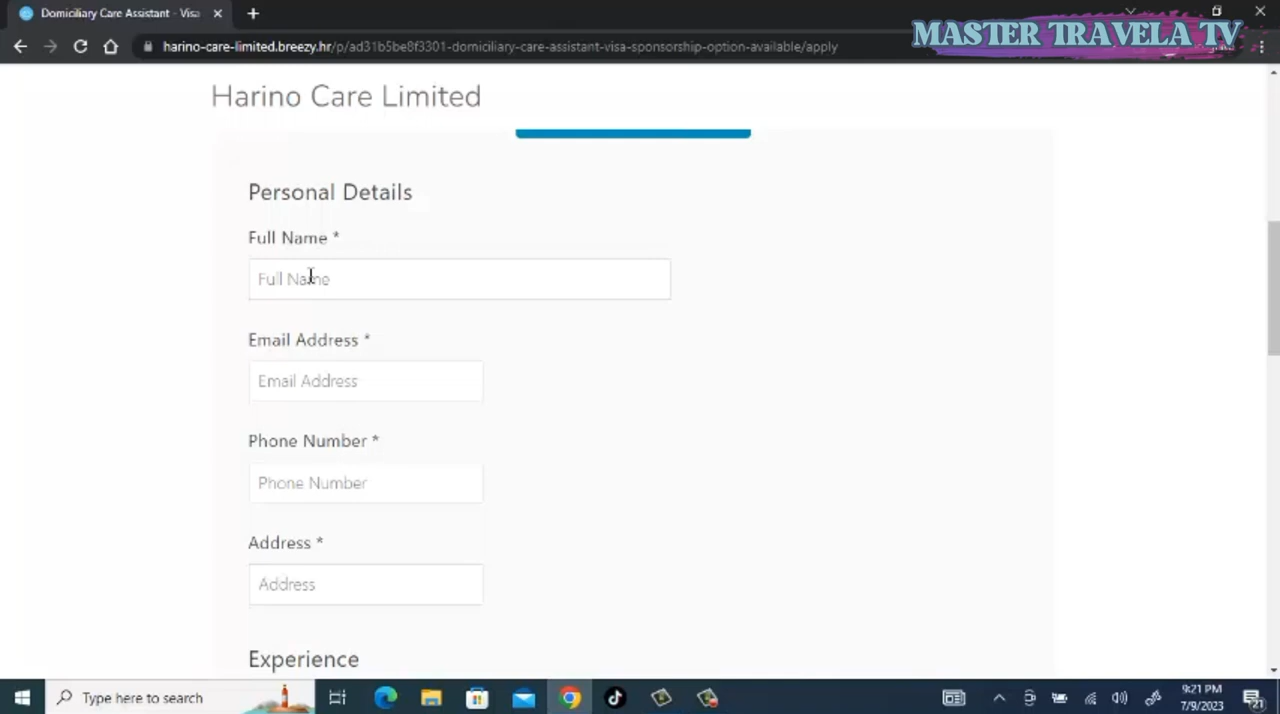 Domiciliary Care Assistant - Visa
MASTER TRAVELA TV
harino-care-limited.breezy.hr/p/ad31b5be8f3301-domiciliary-care-assistant-visa-sponsorship-option-available/apply
Harino Care Limited
Personal Details
Full Name *
Full Name
Email Address *
Email Address
Phone Number *
Phone Number
Address *
Address
Experience
Type here to search
9:21 PM
7/9/2023
21